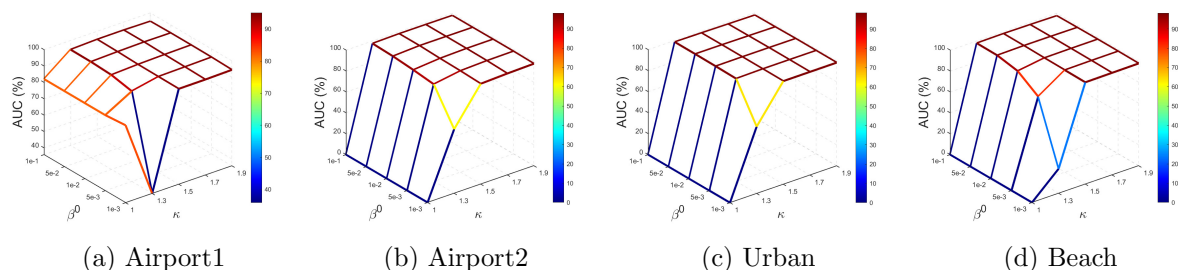 AUC (%)
100
90
80
70
60
50
40
1e-1
5e-2
1e-2
5e-3
1e-3
β⁰
1
1.3
1.5
1.7
1.9
κ
90
80
70
60
50
40
(a) Airport1
AUC (%)
100
80
60
40
20
0
1e-1
5e-2
1e-2
5e-3
1e-3
β⁰
1
1.3
1.5
1.7
1.9
κ
90
80
70
60
50
40
30
20
10
0
(b) Airport2
AUC (%)
100
80
60
40
20
0
1e-1
5e-2
1e-2
5e-3
1e-3
β⁰
1
1.3
1.5
1.7
1.9
κ
90
80
70
60
50
40
30
20
10
0
(c) Urban
AUC (%)
100
80
60
40
20
0
1e-1
5e-2
1e-2
5e-3
1e-3
β⁰
1
1.3
1.5
1.7
1.9
κ
90
80
70
60
50
40
30
20
10
0
(d) Beach